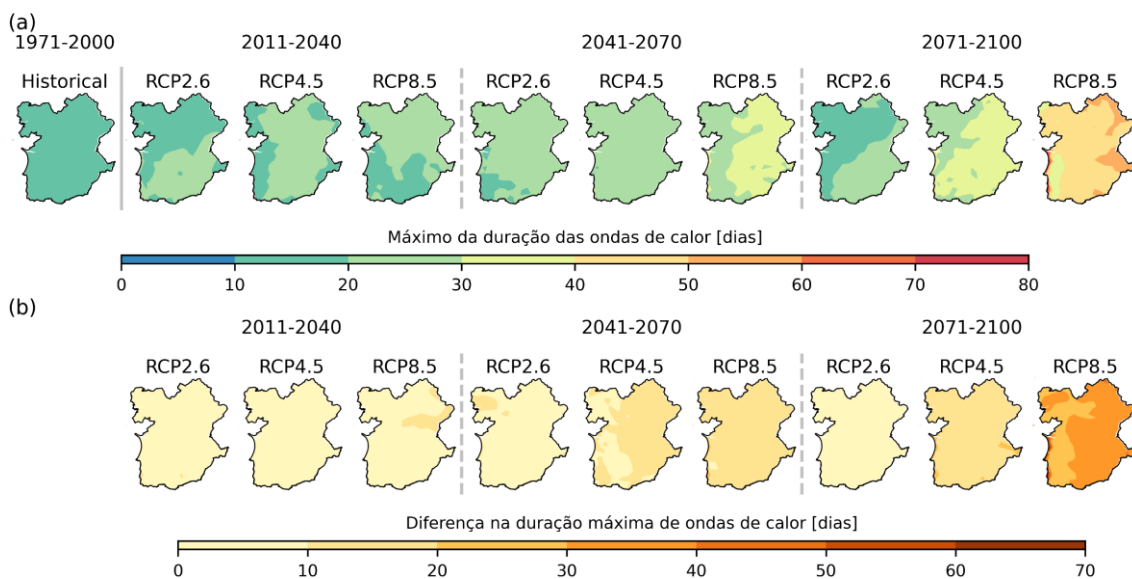 (a)
1971-2000 2011-2040 2041-2070 2071-2100
Historical RCP2.6 RCP4.5 RCP8.5 RCP2.6 RCP4.5 RCP8.5 RCP2.6 RCP4.5 RCP8.5
Máximo da duração das ondas de calor [dias]
0 10 20 30 40 50 60 70 80
(b)
2011-2040 2041-2070 2071-2100
RCP2.6 RCP4.5 RCP8.5 RCP2.6 RCP4.5 RCP8.5 RCP2.6 RCP4.5 RCP8.5
Diferença na duração máxima de ondas de calor [dias]
0 10 20 30 40 50 60 70